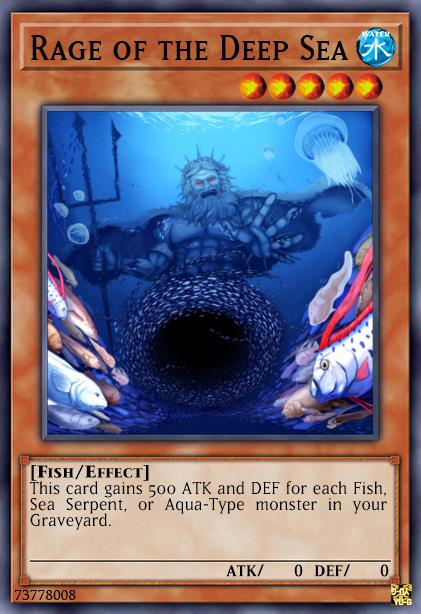 RAGE OF THE DEEP SEA
WATER
水
[FISH/EFFECT]
This card gains 500 ATK and DEF for each Fish,
Sea Serpent, or Aqua-Type monster in your
Graveyard.
ATK/ 0 DEF/ 0
73778008